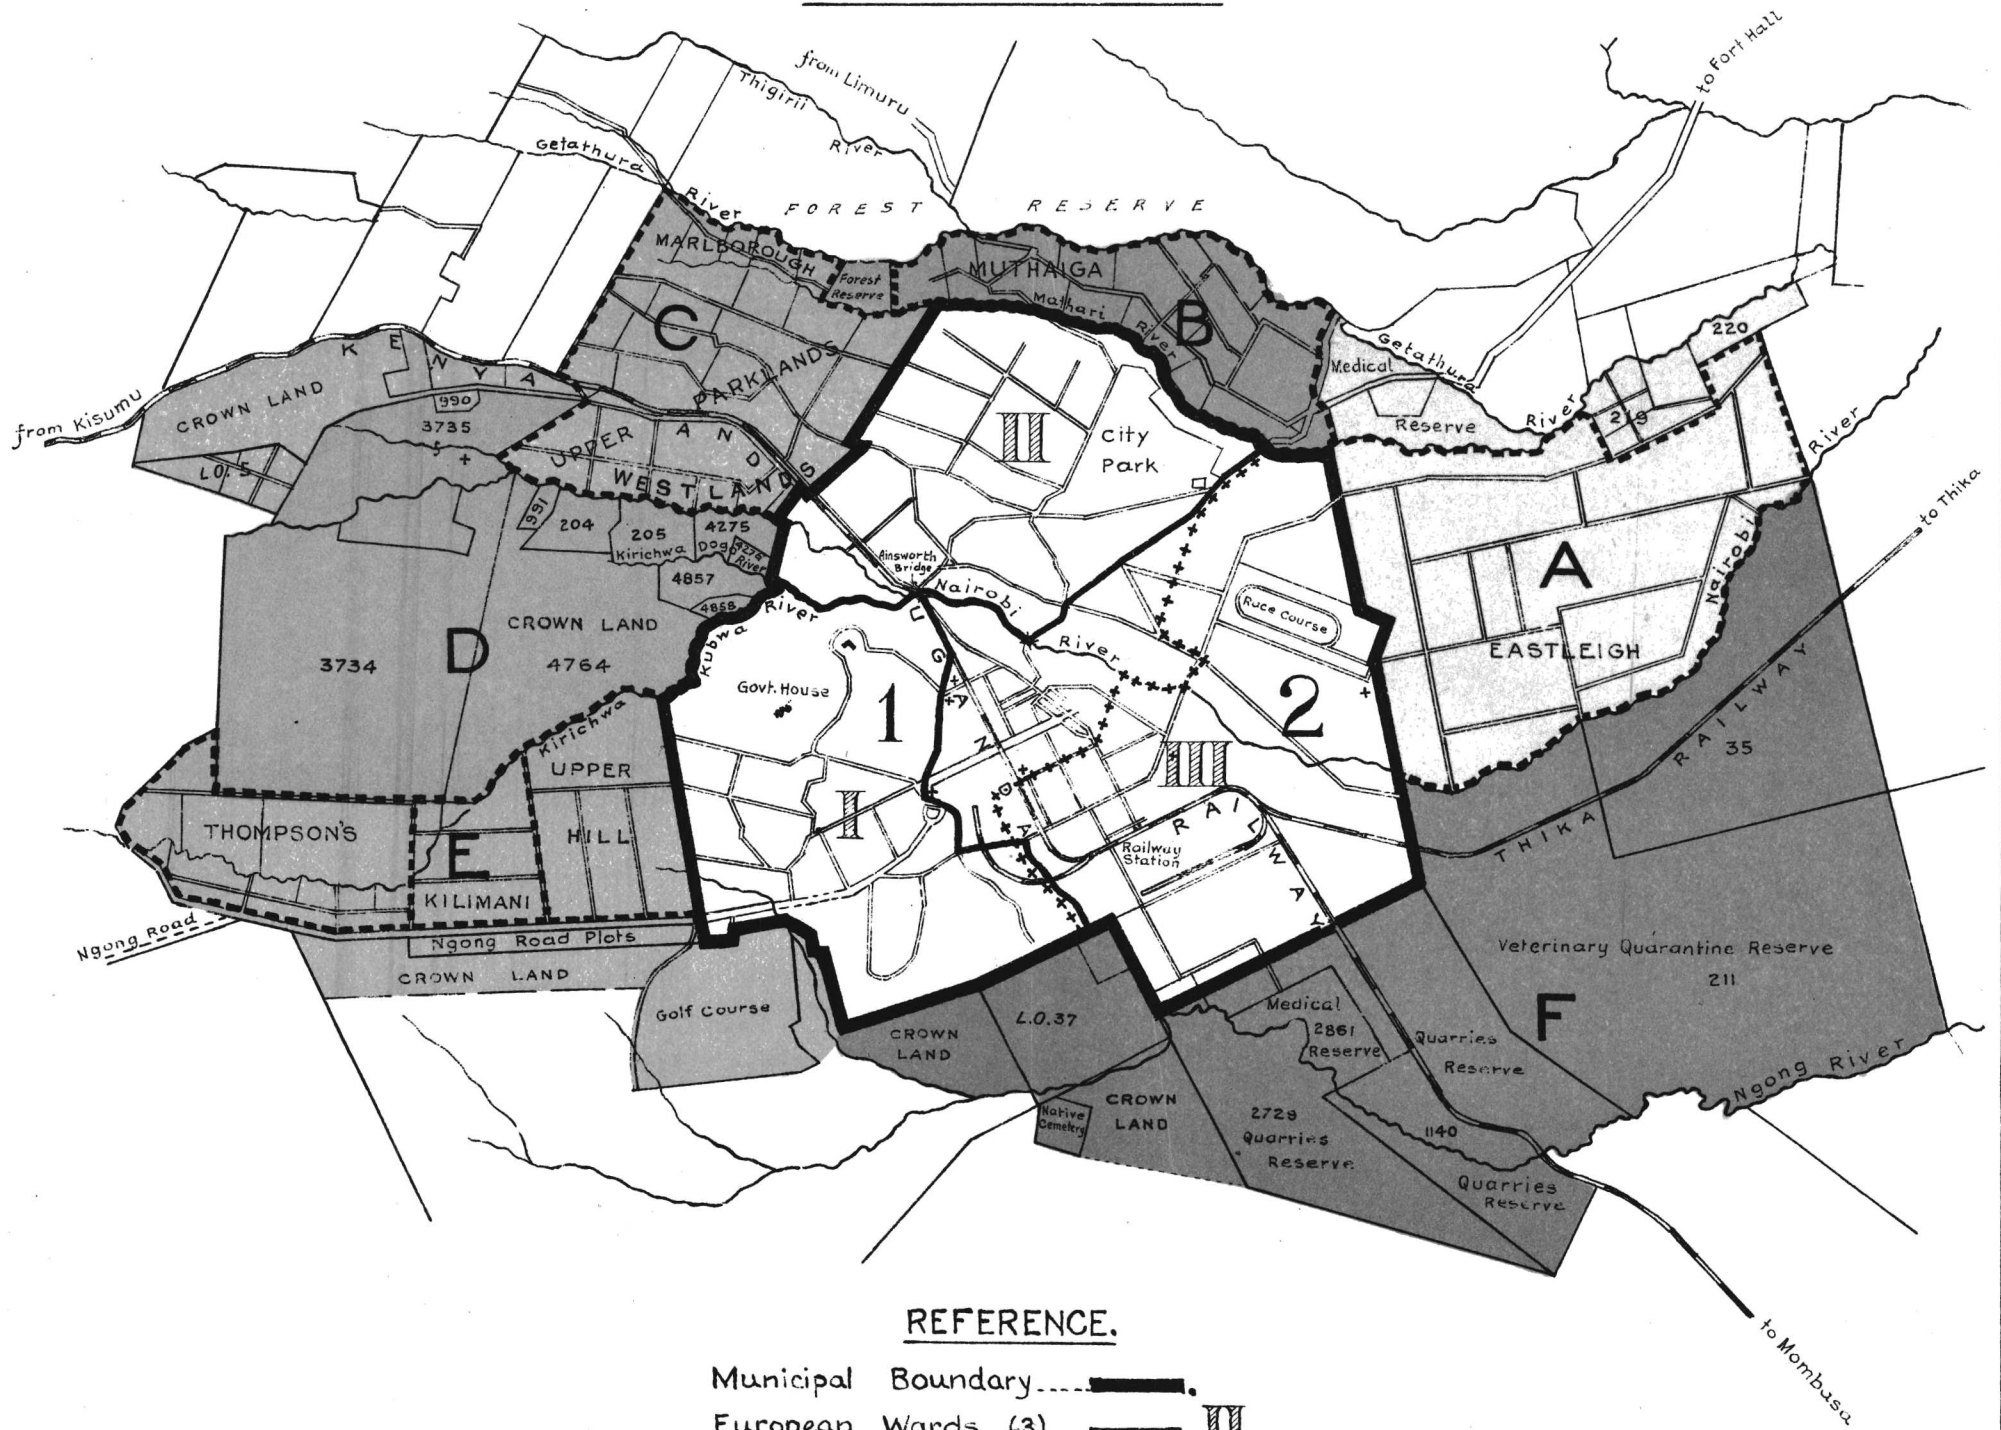 to Fort Hall
from Limuru
Thigirii
River
Getathura
River
FOREST RESERVE
MARLBOROUGH
Forest
Reserve
MUTHAIGA
Mathari
River
B
C
PARKLANDS
KENYA AND UGANDA RAILWAY
from Kisumu
CROWN LAND
990
3735
5
L.O. 5
UPPER
WESTLANDS
II
City
Park
Medical
Reserve
Getathura
River
220
219
River
to Thika
991
204
205
4275
4276
Kirichwa Dogo
River
4857
4858
Kubwa
River
Ainsworth
Bridge
Nairobi
River
Race Course
A
EASTLEIGH
Nairobi
D
CROWN LAND
3734
4764
Kirichwa
Govt. House
1
2
I
III
35
THIKA RAILWAY
UPPER
HILL
THOMPSON'S
E
KILIMANI
Railway
Station
Ngong Road
Ngong Road Plots
CROWN LAND
Golf Course
CROWN
LAND
L.O.37
Medical
2861
Reserve
Quarries
Reserve
F
Veterinary Quarantine Reserve
211
Ngong River
Native
Cemetery
CROWN
LAND
2729
Quarries
Reserve
1140
Quarries
Reserve
to Mombasa
REFERENCE.
Municipal Boundary....
European Wards (3) II